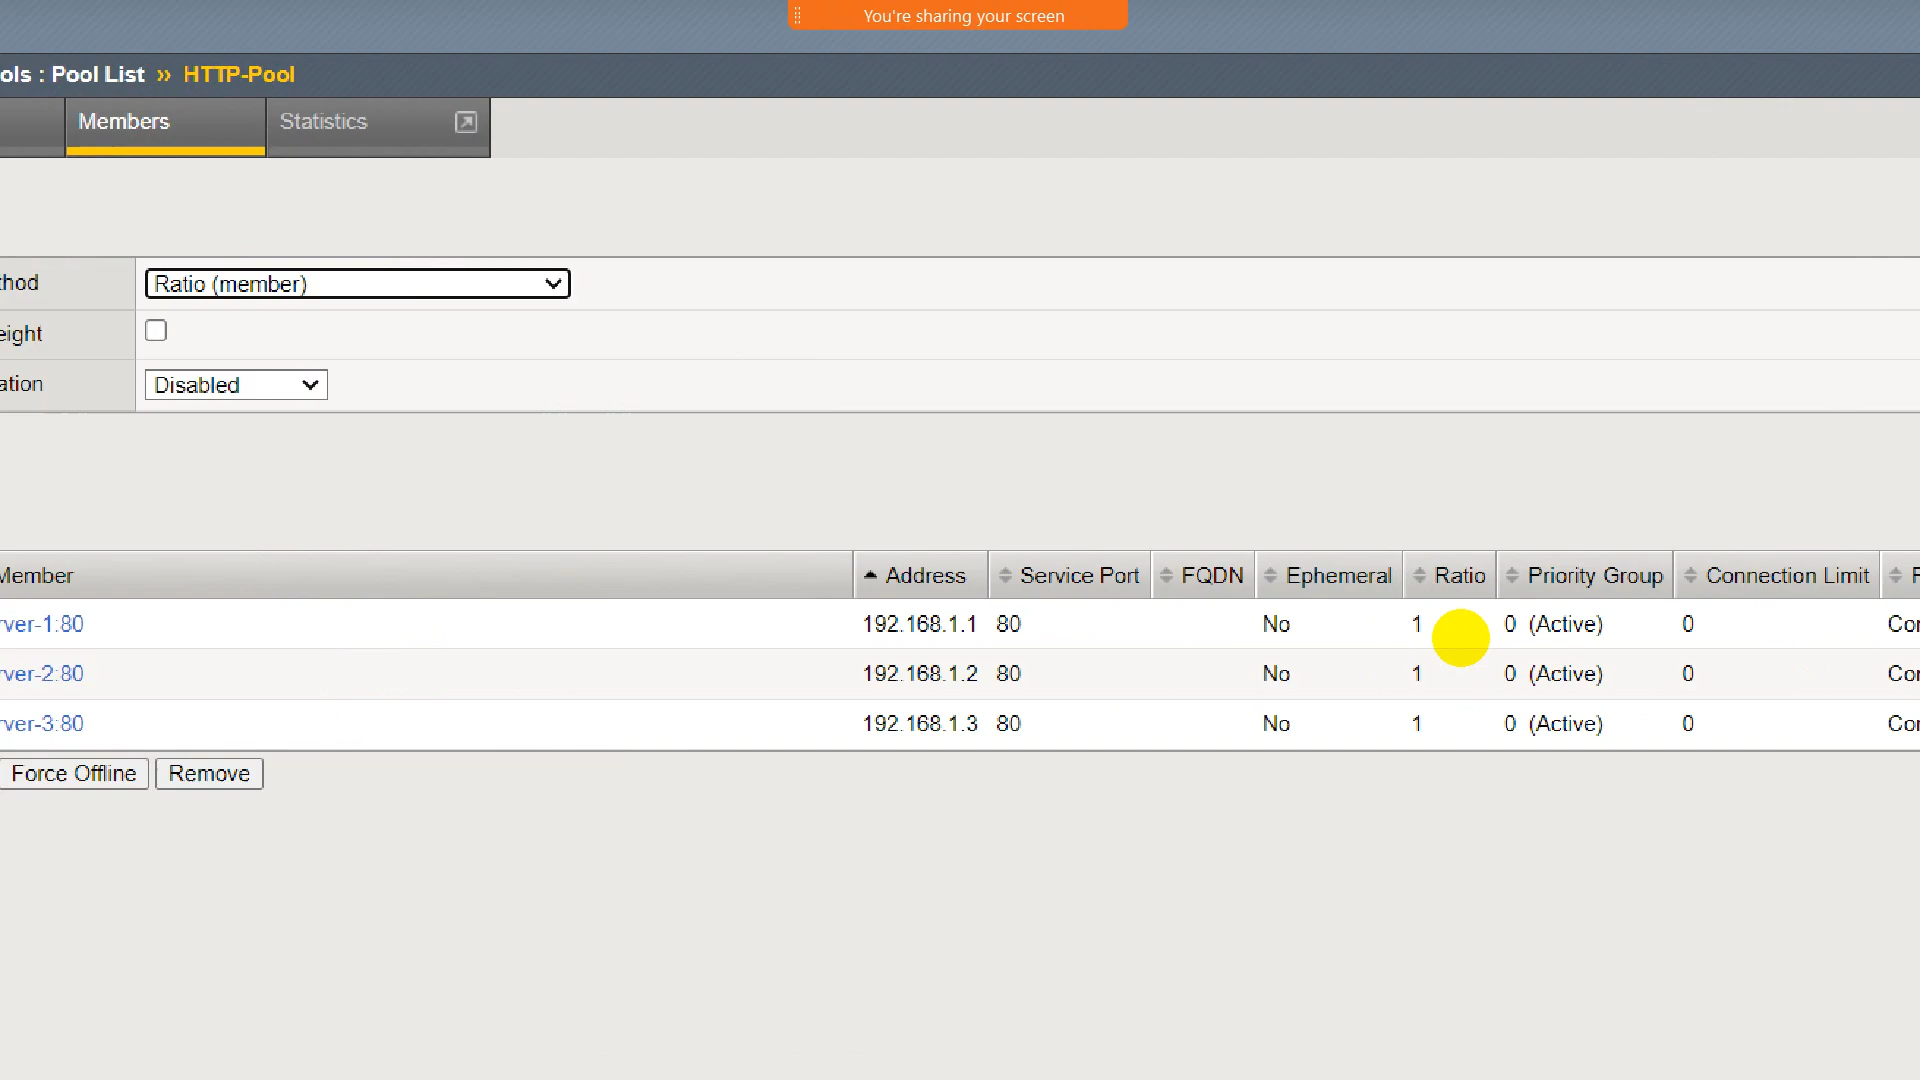 You're sharing your screen
ols : Pool List » HTTP-Pool
Members
Statistics
thod
Ratio (member)
eight
ation
Disabled
Member
Address
Service Port
FQDN
Ephemeral
Ratio
Priority Group
Connection Limit
rver-1:80 192.168.1.1 80 No 1 0 (Active) 0 Con
rver-2:80 192.168.1.2 80 No 1 0 (Active) 0 Con
rver-3:80 192.168.1.3 80 No 1 0 (Active) 0 Con
Force Offline
Remove